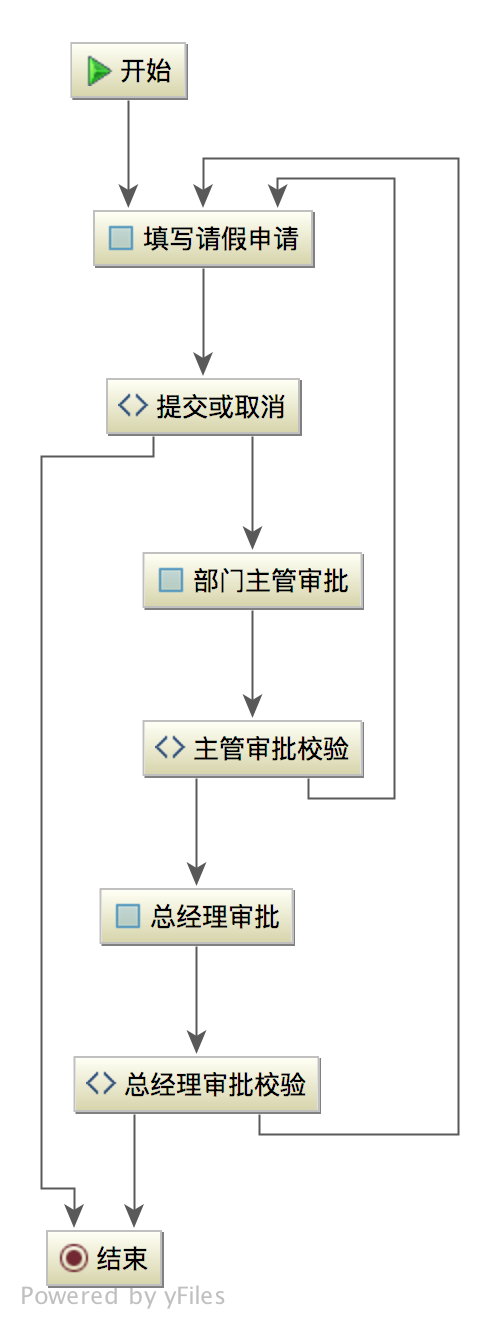 开始
填写请假申请
提交或取消
部门主管审批
主管审批校验
总经理审批
总经理审批校验
结束
Powered by yFiles